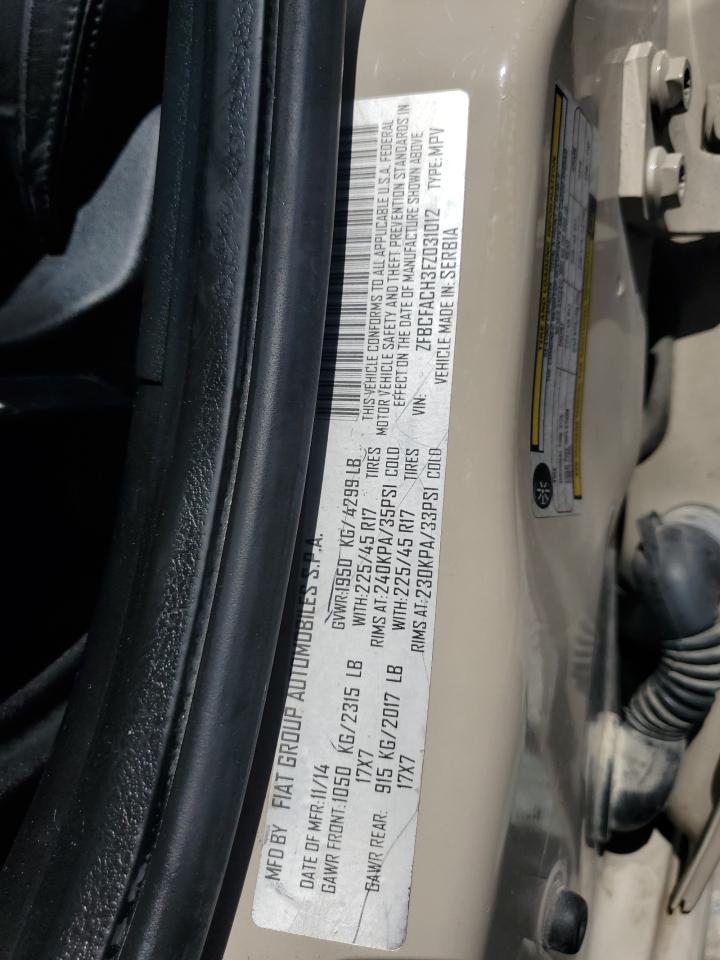 MFD BY FIAT GROUP AUTOMOBILES S.P.A.
DATE OF MFR:11/14 GVWR:1950 KG/4299 LB
GAWR FRONT:1050 KG/2315 LB WITH:225/45 R17 TIRES
17X7 RIMS AT:240KPA/35PSI COLD
GAWR REAR: 915 KG/2017 LB WITH:225/45 R17 TIRES
17X7 RIMS AT:230KPA/33PSI COLD
THIS VEHICLE CONFORMS TO ALL APPLICABLE U.S.A. FEDERAL
MOTOR VEHICLE SAFETY AND THEFT PREVENTION STANDARDS IN
EFFECT ON THE DATE OF MANUFACTURE SHOWN ABOVE
VIN: ZFBCFACH3FZ031012 TYPE:MPV
VEHICLE MADE IN:SERBIA